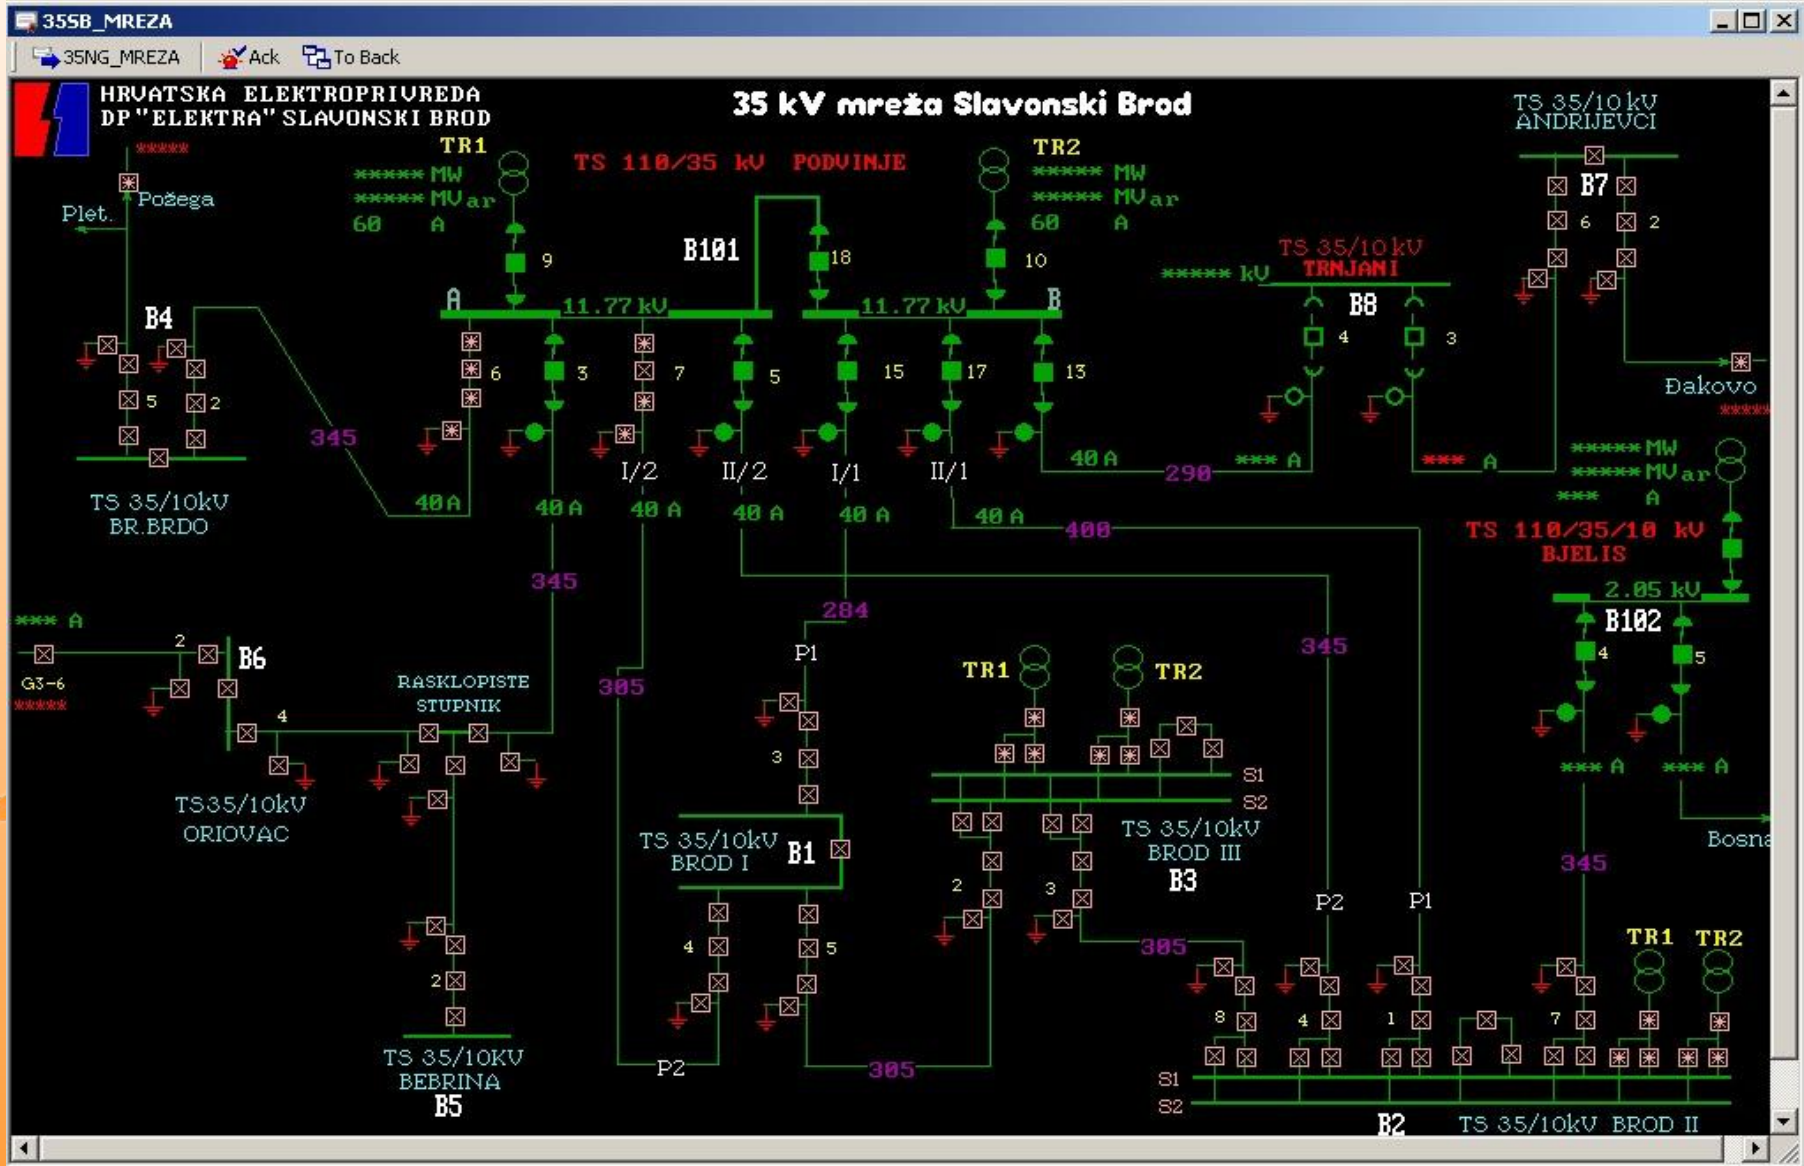 35SB_MREZA
35NG_MREZA Ack To Back
HRVATSKA ELEKTROPRIVREDA
DP "ELEKTRA" SLAVONSKI BROD
35 kV mreža Slavonski Brod
TS 35/10 kV
ANDRIJEVCI
*****
TR1
TS 110/35 kV PODVINJE
TR2
***** MW
***** MVar
60 A
***** MW
***** MVar
60 A
Požega
Plet.
B7
6
2
B101
9
18
10
TS 35/10 kV
TRNJANI
***** kV
B8
A
11.77 kV
11.77 kV
B
B4
4
3
6
3
7
5
15
17
13
5
2
Đakovo
*****
345
I/2
II/2
I/1
II/1
40 A
290
*** A
*** A
***** MW
***** MVar
*** A
TS 35/10kV
BR.BRDO
40 A
40 A
40 A
40 A
40 A
40 A
400
TS 110/35/10 kV
BJELIS
345
2.05 kV
284
*** A
B102
2
B6
P1
345
4
5
G3-6
*****
RASKLOPISTE
STUPNIK
305
TR1
TR2
4
3
*** A
*** A
S1
S2
TS35/10kV
ORIOVAC
TS 35/10kV
BROD I
B1
TS 35/10kV
BROD III
B3
Bosna
345
2
3
P2
P1
4
5
305
TR1
TR2
2
8
4
1
7
TS 35/10KV
BEBRINA
B5
P2
305
S1
S2
B2
TS 35/10kV BROD II